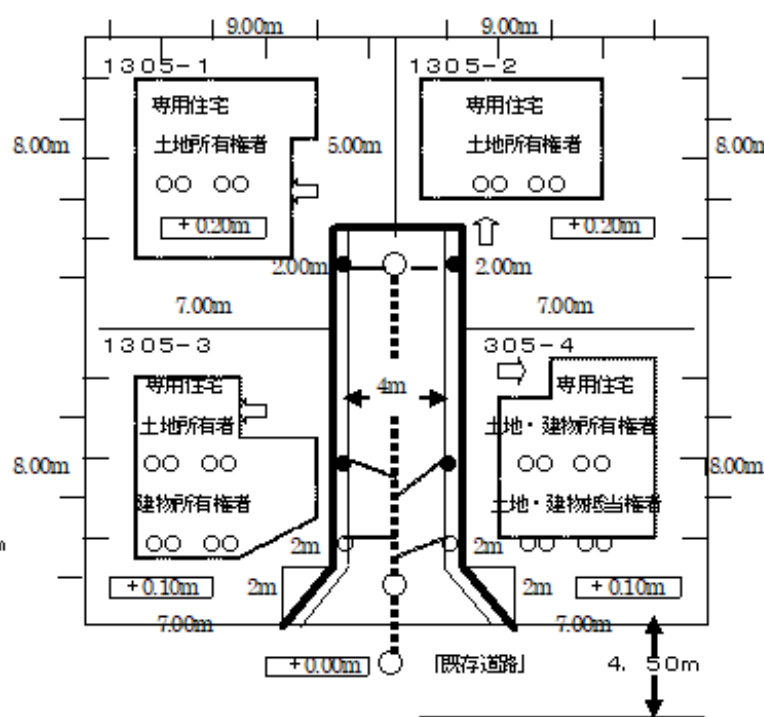 9.00m 9.00m
1305-1 1305-2
専用住宅 専用住宅
8.00m 土地所有権者 5.00m 土地所有権者 8.00m
○○ ○○ ○○ ○○
+0.20m +0.20m
2.00m 2.00m
7.00m 7.00m
1305-3 305-4
専用住宅 4m 専用住宅
土地所有者 土地・建物所有権者
8.00m ○○ ○○ ○○ ○○ 8.00m
建物所有権者 土地・建物抵当権者
m ○○ ○○ 2m 2m ○○ ○○
+0.10m 2m 2m +0.10m
7.00m 7.00m
+0.00m 「既存道路」 4.50m